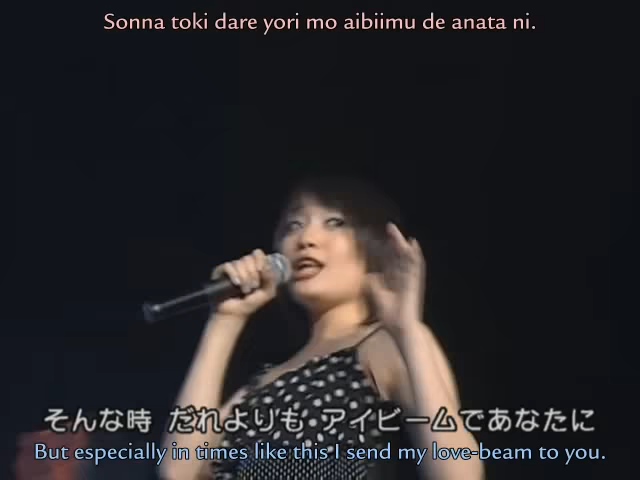 Sonna toki dare yori mo aibiimu de anata ni.
そんな時 だれよりも アイビームであなたに
But especially in times like this I send my love-beam to you.